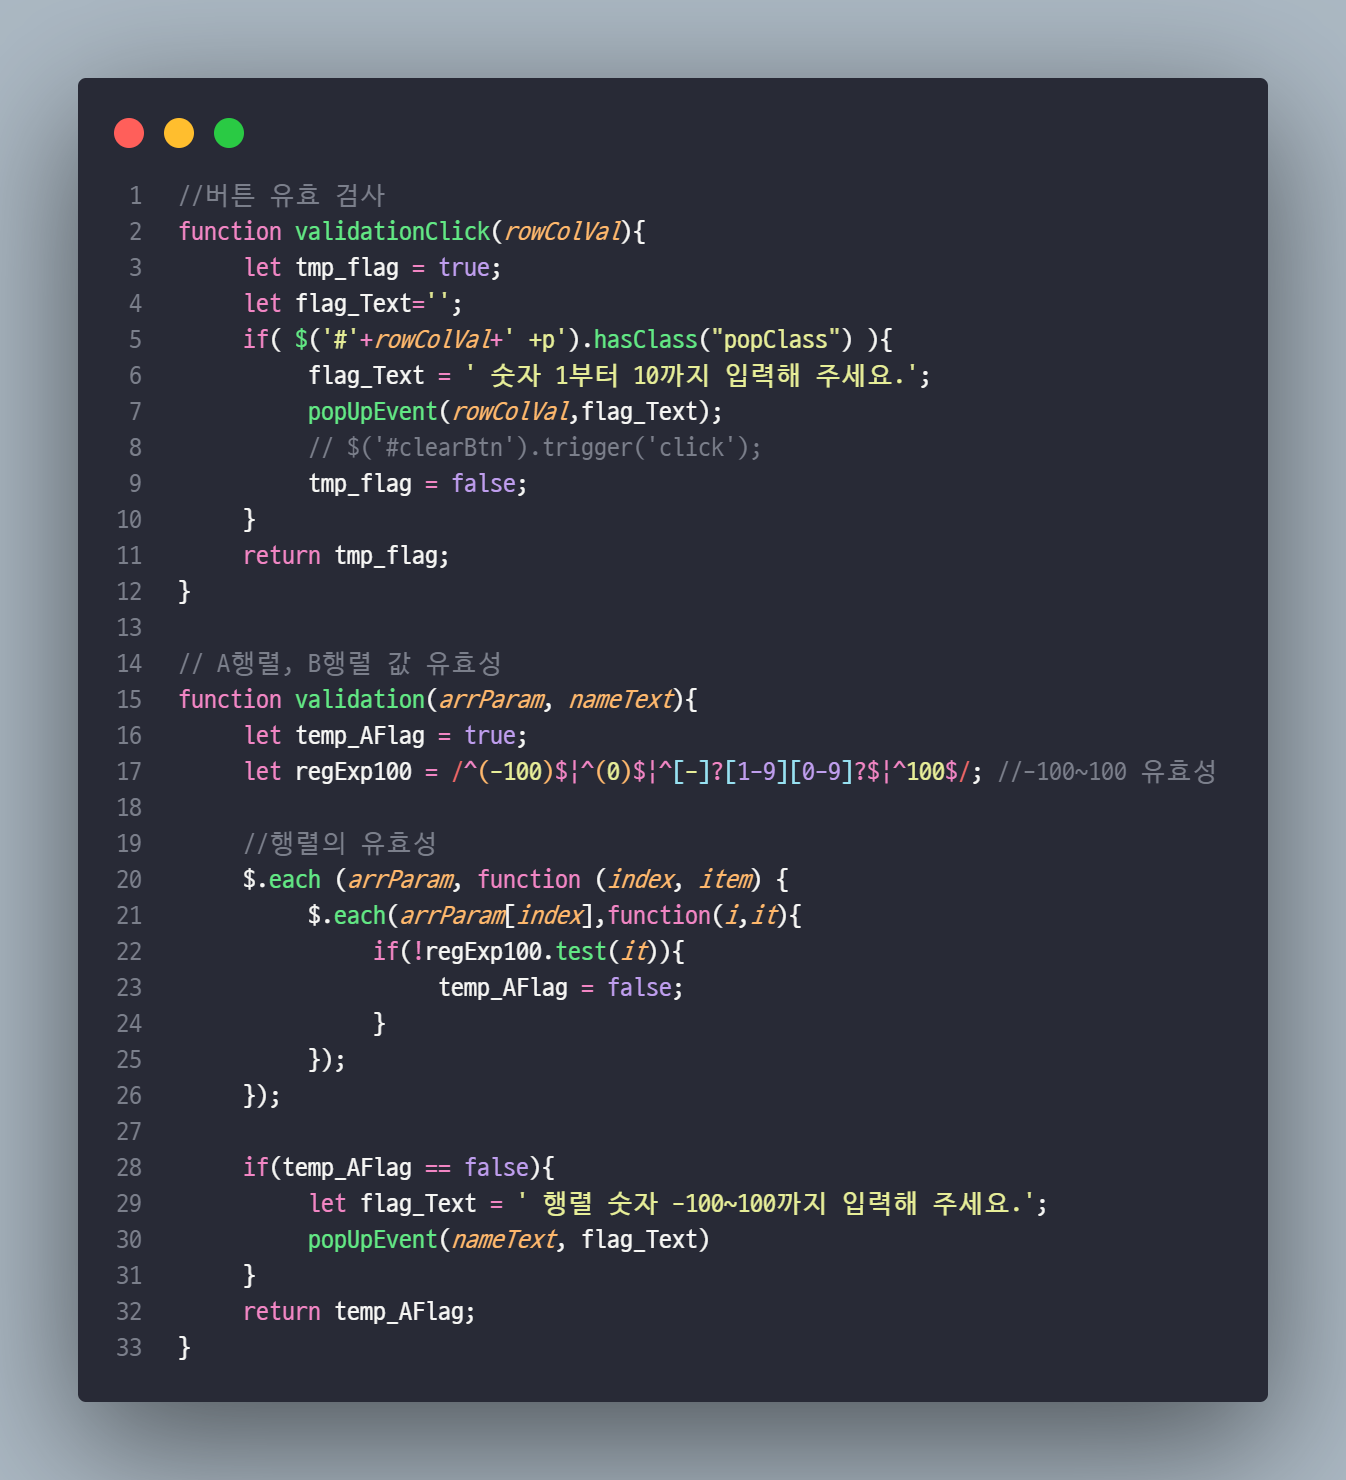 1 //버튼 유효 검사
2 function validationClick(rowColVal){
3 let tmp_flag = true;
4 let flag_Text='';
5 if( $('#'+rowColVal+' +p').hasClass("popClass") ){
6 flag_Text = ' 숫자 1부터 10까지 입력해 주세요.';
7 popUpEvent(rowColVal,flag_Text);
8 // $('#clearBtn').trigger('click');
9 tmp_flag = false;
10 }
11 return tmp_flag;
12 }
13
14 // A행렬, B행렬 값 유효성
15 function validation(arrParam, nameText){
16 let temp_AFlag = true;
17 let regExp100 = /^(-100)$|^(0)$|^[-]?[1-9][0-9]?$|^100$/; //-100~100 유효성
18
19 //행렬의 유효성
20 $.each (arrParam, function (index, item) {
21 $.each(arrParam[index],function(i,it){
22 if(!regExp100.test(it)){
23 temp_AFlag = false;
24 }
25 });
26 });
27
28 if(temp_AFlag == false){
29 let flag_Text = ' 행렬 숫자 -100~100까지 입력해 주세요.';
30 popUpEvent(nameText, flag_Text)
31 }
32 return temp_AFlag;
33 }